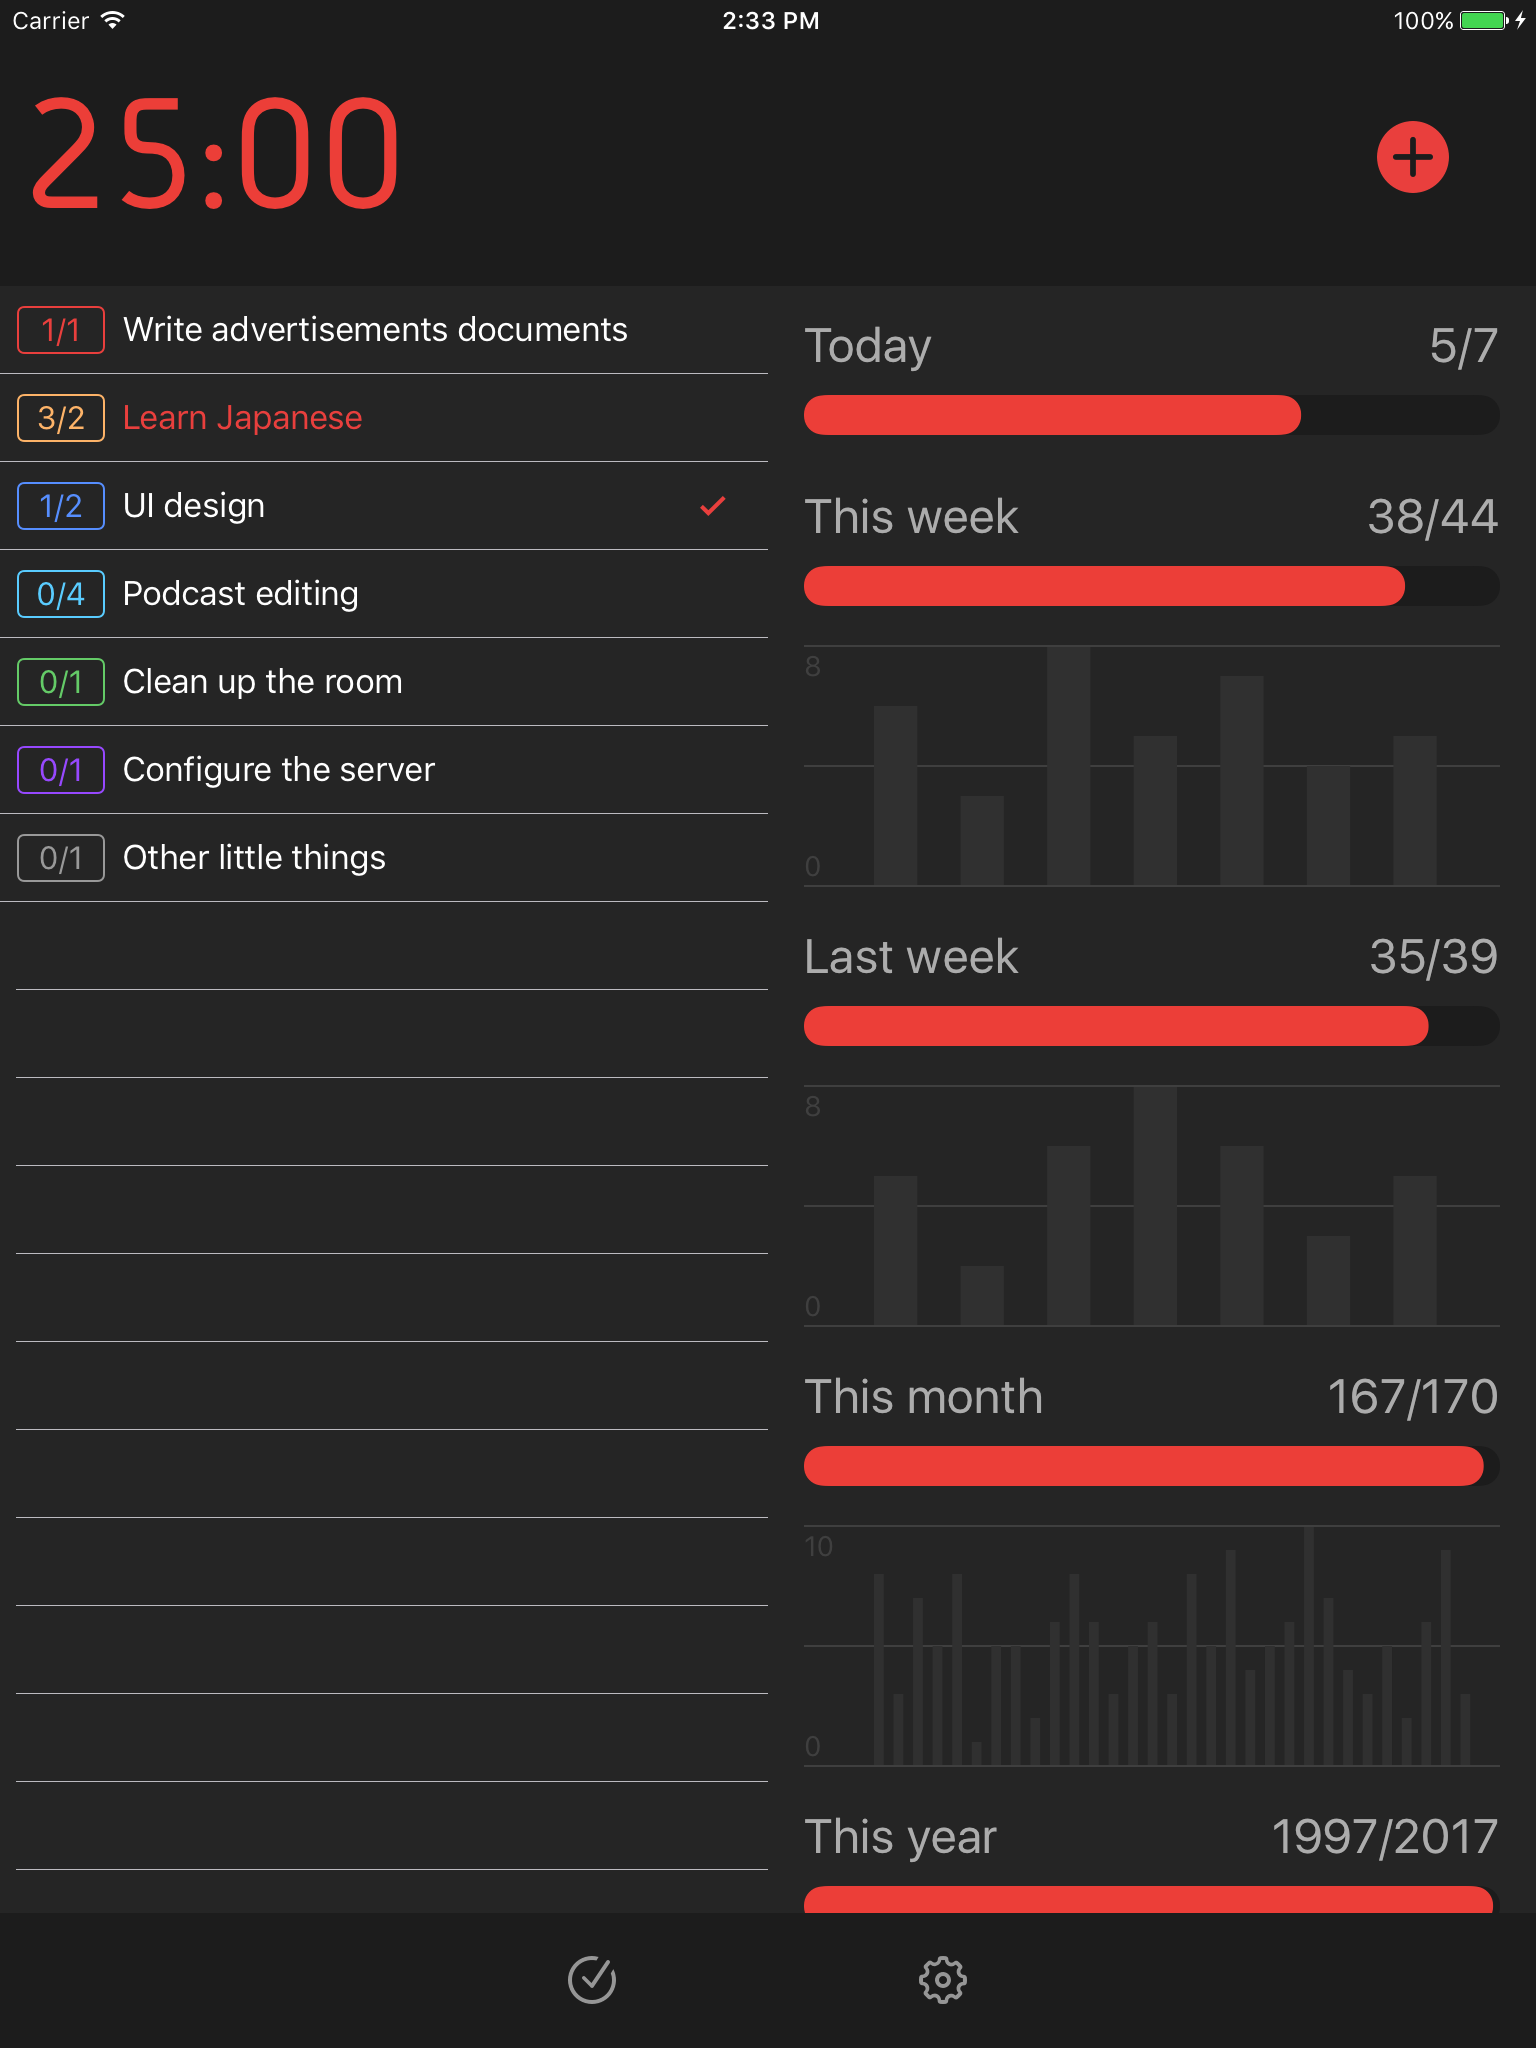 Carrier 2:33 PM 100%
25:00
1/1 Write advertisements documents
3/2 Learn Japanese
1/2 UI design
0/4 Podcast editing
0/1 Clean up the room
0/1 Configure the server
0/1 Other little things
Today 5/7
This week 38/44
8
0
Last week 35/39
8
0
This month 167/170
10
0
This year 1997/2017